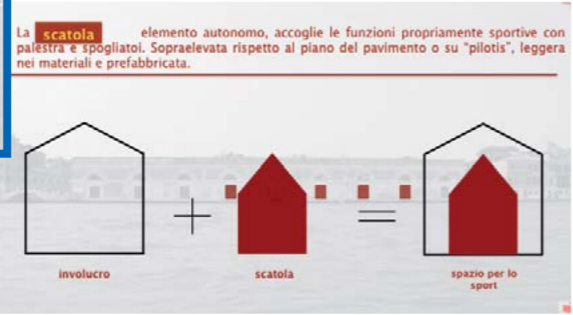 La scatola elemento autonomo, accoglie le funzioni propriamente sportive con
palestra e spogliatoi. Sopraelevata rispetto al piano del pavimento o su “pilotis”, leggera
nei materiali e prefabbricata.
involucro
scatola
spazio per lo
sport